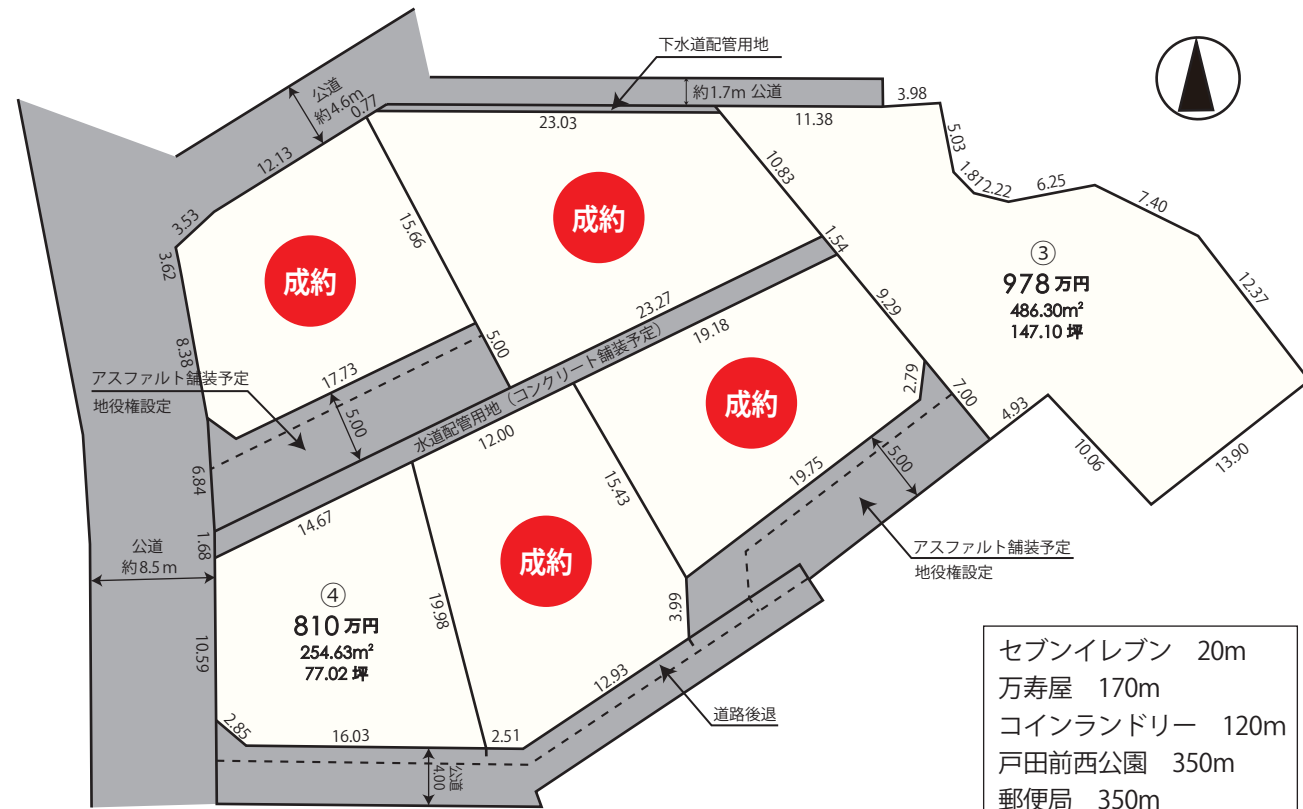 下水道配管用地
公道
約4.6m
0.77
約1.7m 公道
3.98
12.13
23.03
11.38
5.03
10.83
1.81
2.22
6.25
7.40
3.53
15.66
成約
成約
3.62
1.54
③
978 万円
486.30m²
147.10 坪
12.37
8.38
5.00
23.27
9.29
19.18
アスファルト舗装予定
地役権設定
17.73
5.00
水道配管用地（コンクリート舗装予定）
成約
2.79
7.00
4.93
12.00
10.06
13.90
6.84
14.67
15.43
19.75
5.00
1.68
公道
約8.5m
成約
アスファルト舗装予定
地役権設定
④
810 万円
254.63m²
77.02 坪
19.98
3.99
10.59
12.93
道路後退
2.85
16.03
2.51
公道
4.00
セブンイレブン 20m
万寿屋 170m
コインランドリー 120m
戸田前西公園 350m
郵便局 350m